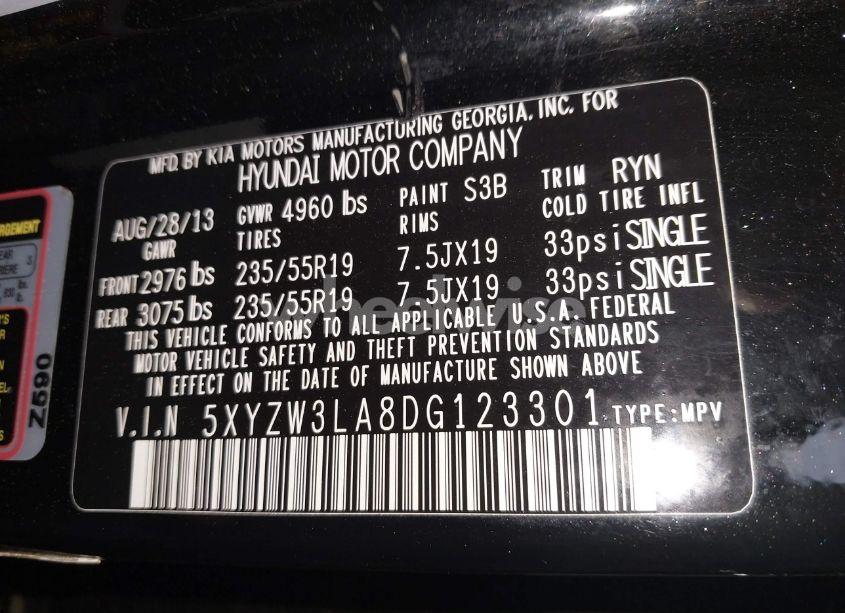 MFD. BY KIA MOTORS MANUFACTURING GEORGIA, INC. FOR
HYUNDAI MOTOR COMPANY
AUG/28/13 GVWR 4960 lbs PAINT S3B TRIM RYN
GAWR TIRES RIMS COLD TIRE INFL
FRONT 2976 lbs 235/55R19 7.5JX19 33psi SINGLE
REAR 3075 lbs 235/55R19 7.5JX19 33psi SINGLE
THIS VEHICLE CONFORMS TO ALL APPLICABLE U.S.A. FEDERAL
MOTOR VEHICLE SAFETY AND THEFT PREVENTION STANDARDS
IN EFFECT ON THE DATE OF MANUFACTURE SHOWN ABOVE
V.I.N 5XYZW3LA8DG123301 TYPE:MPV
Z590